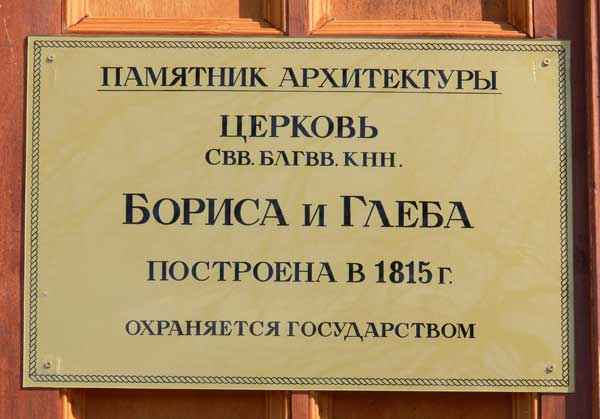 ПАМЯТНИК АРХИТЕКТУРЫ
ЦЕРКОВЬ
СВВ. БЛГВВ. КНН.
БОРИСА И ГЛЕБА
ПОСТРОЕНА В 1815 Г.
ОХРАНЯЕТСЯ ГОСУДАРСТВОМ